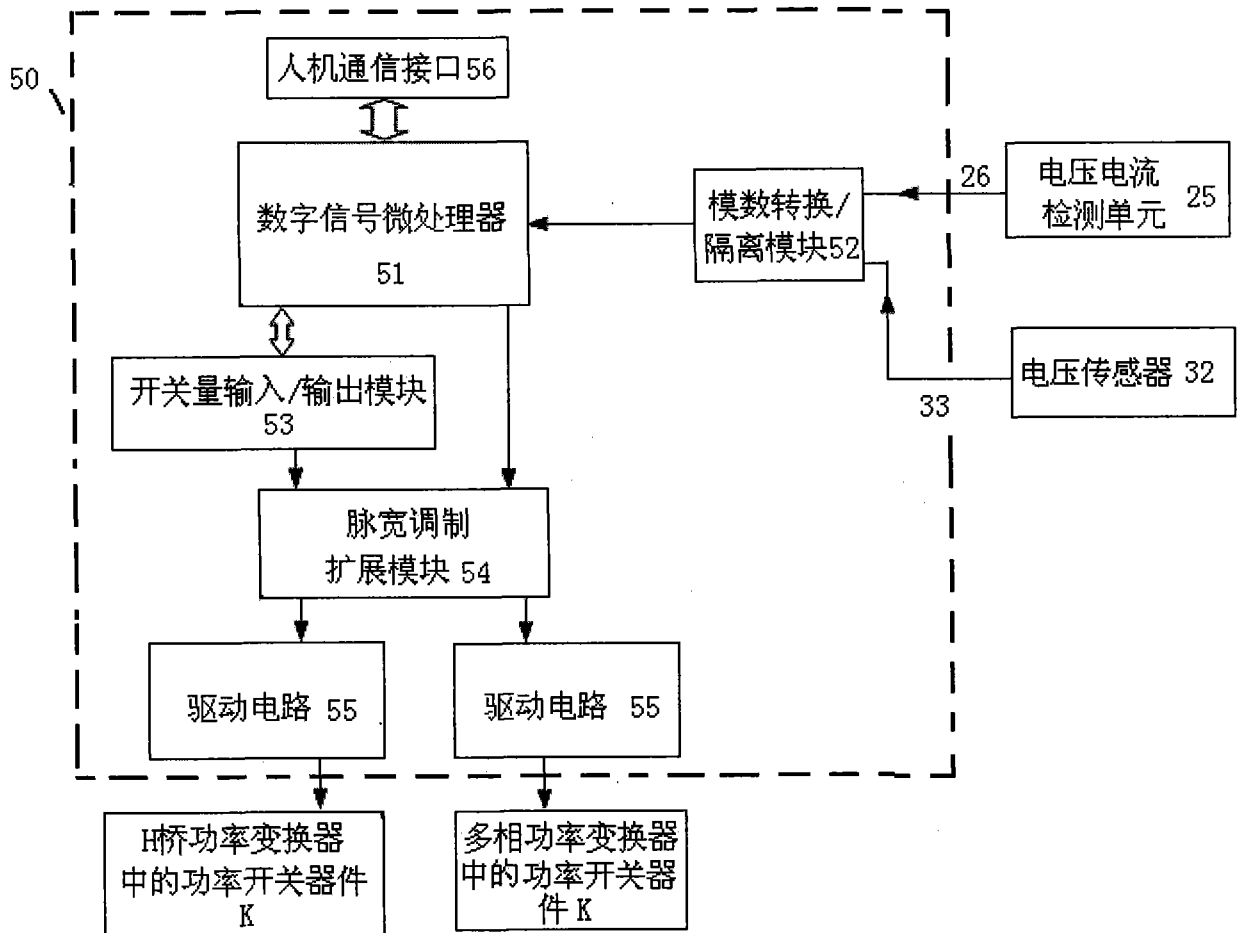 50
人机通信接口56
数字信号微处理器
51
模数转换/
隔离模块52
26
电压电流
检测单元 25
电压传感器 32
33
开关量输入/输出模块
53
脉宽调制
扩展模块 54
驱动电路 55
驱动电路 55
H桥功率变换器
中的功率开关器件
K
多相功率变换器
中的功率开关器
件 K